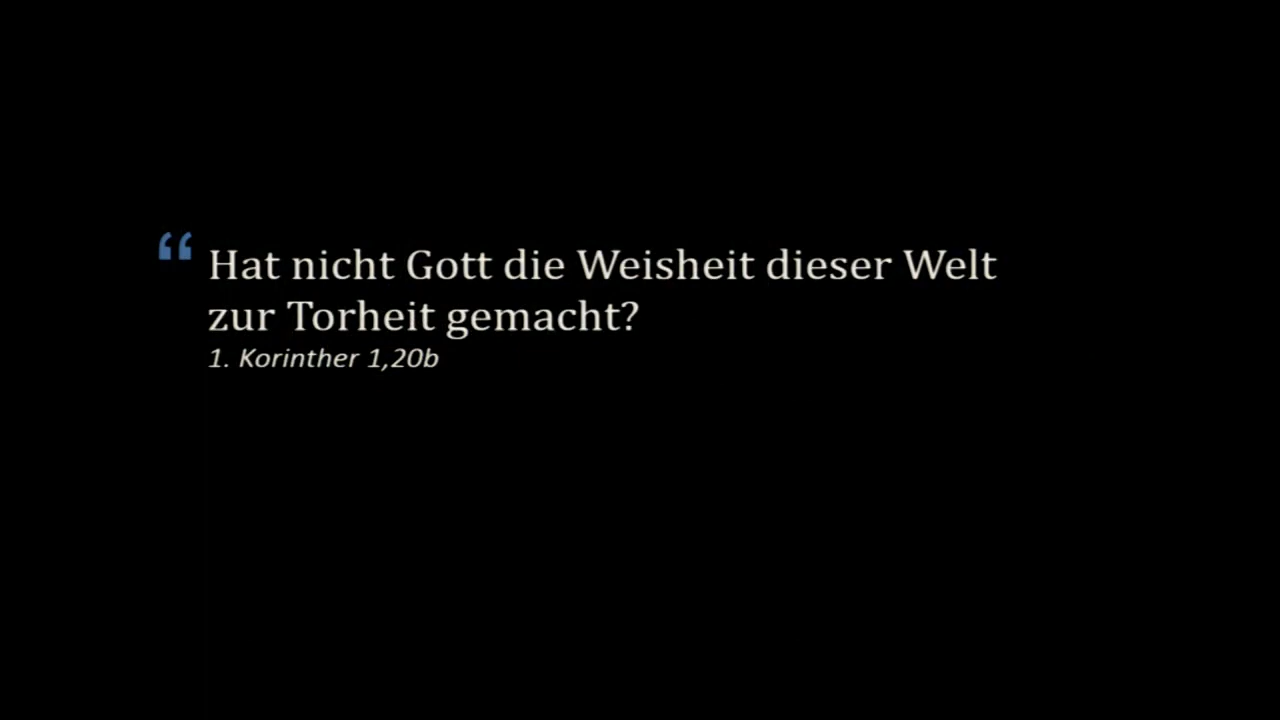 “ Hat nicht Gott die Weisheit dieser Welt
zur Torheit gemacht?
1. Korinther 1,20b